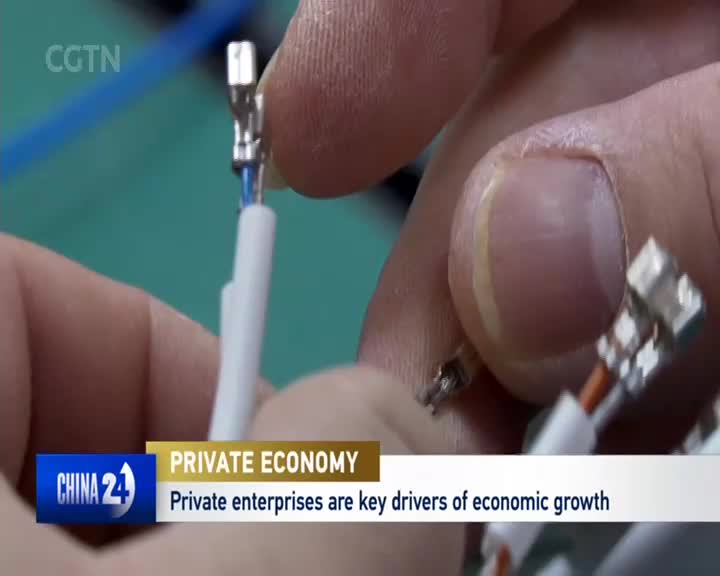 CGTN
PRIVATE ECONOMY
CHINA 24
Private enterprises are key drivers of economic growth